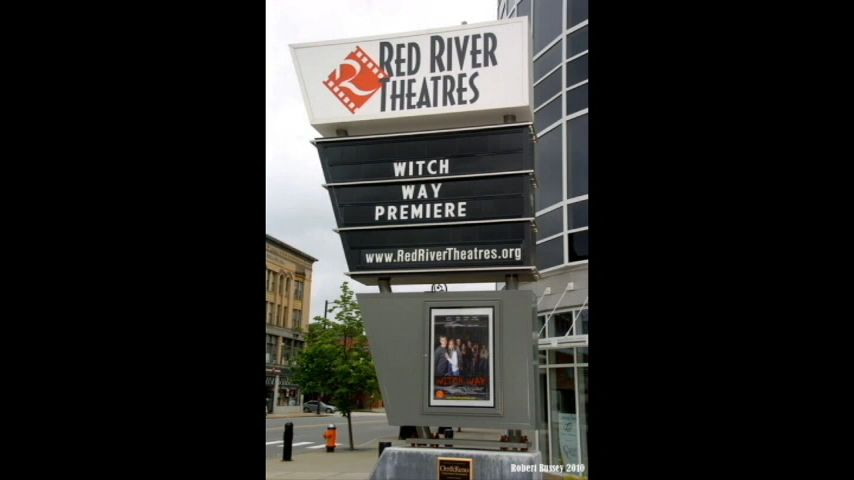 RED RIVER
THEATRES
WITCH
WAY
PREMIERE
www.RedRiverTheatres.org
WITCH WAY
Robert Bussey 2010